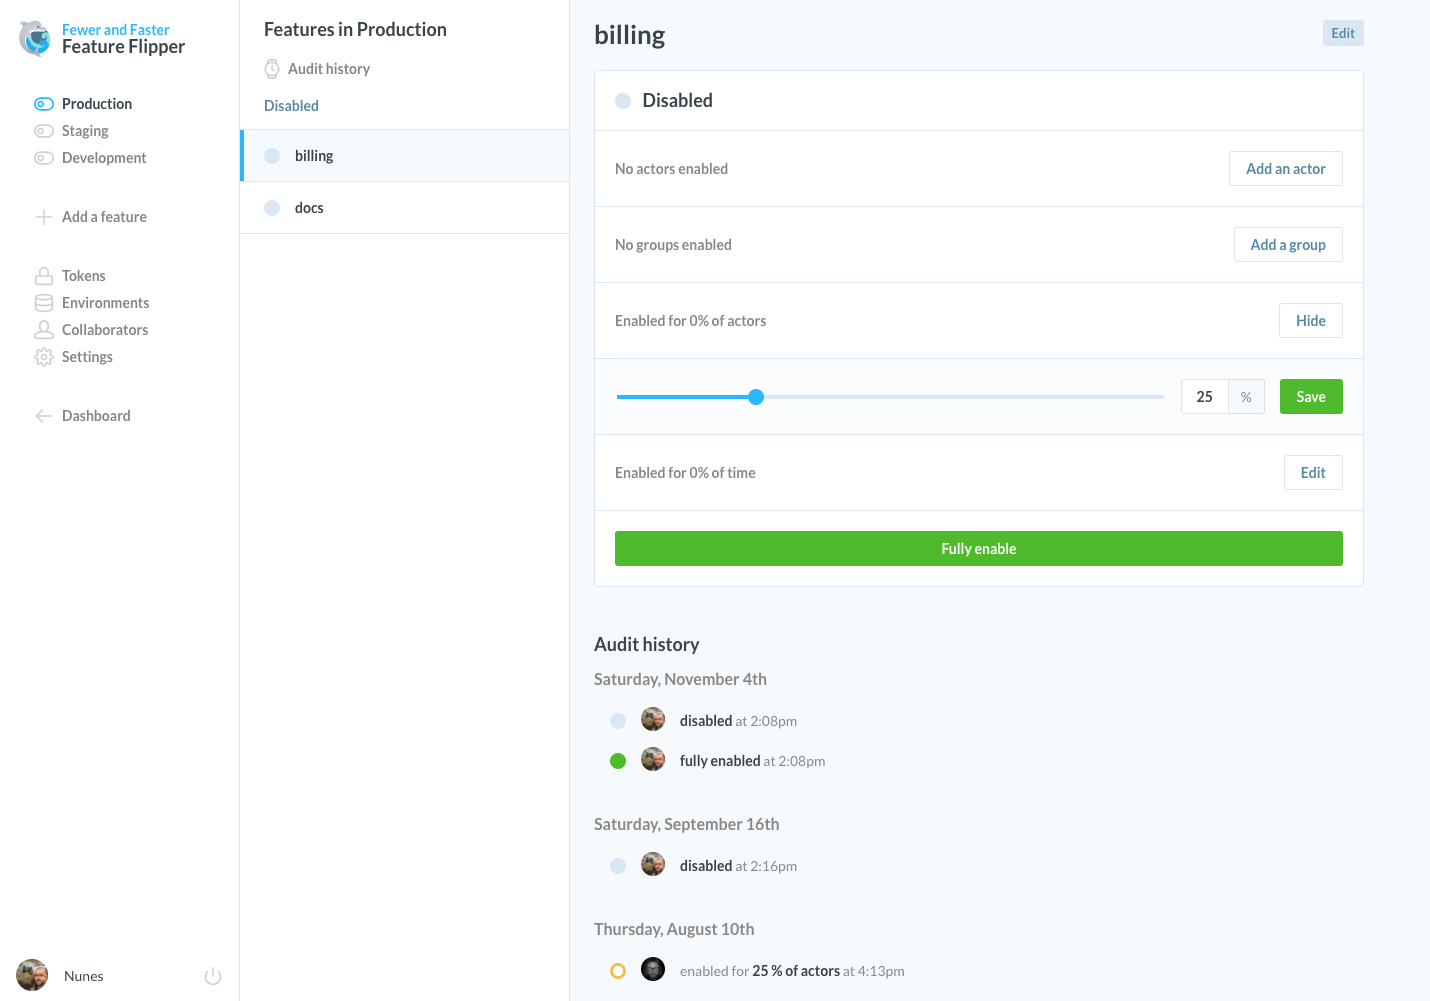 Fewer and Faster
Feature Flipper
Production
Staging
Development
Add a feature
Tokens
Environments
Collaborators
Settings
Dashboard
Nunes
Features in Production
Audit history
Disabled
billing
docs
billing
Edit
Disabled
No actors enabled
Add an actor
No groups enabled
Add a group
Enabled for 0% of actors
Hide
25 %
Save
Enabled for 0% of time
Edit
Fully enable
Audit history
Saturday, November 4th
disabled at 2:08pm
fully enabled at 2:08pm
Saturday, September 16th
disabled at 2:16pm
Thursday, August 10th
enabled for 25 % of actors at 4:13pm